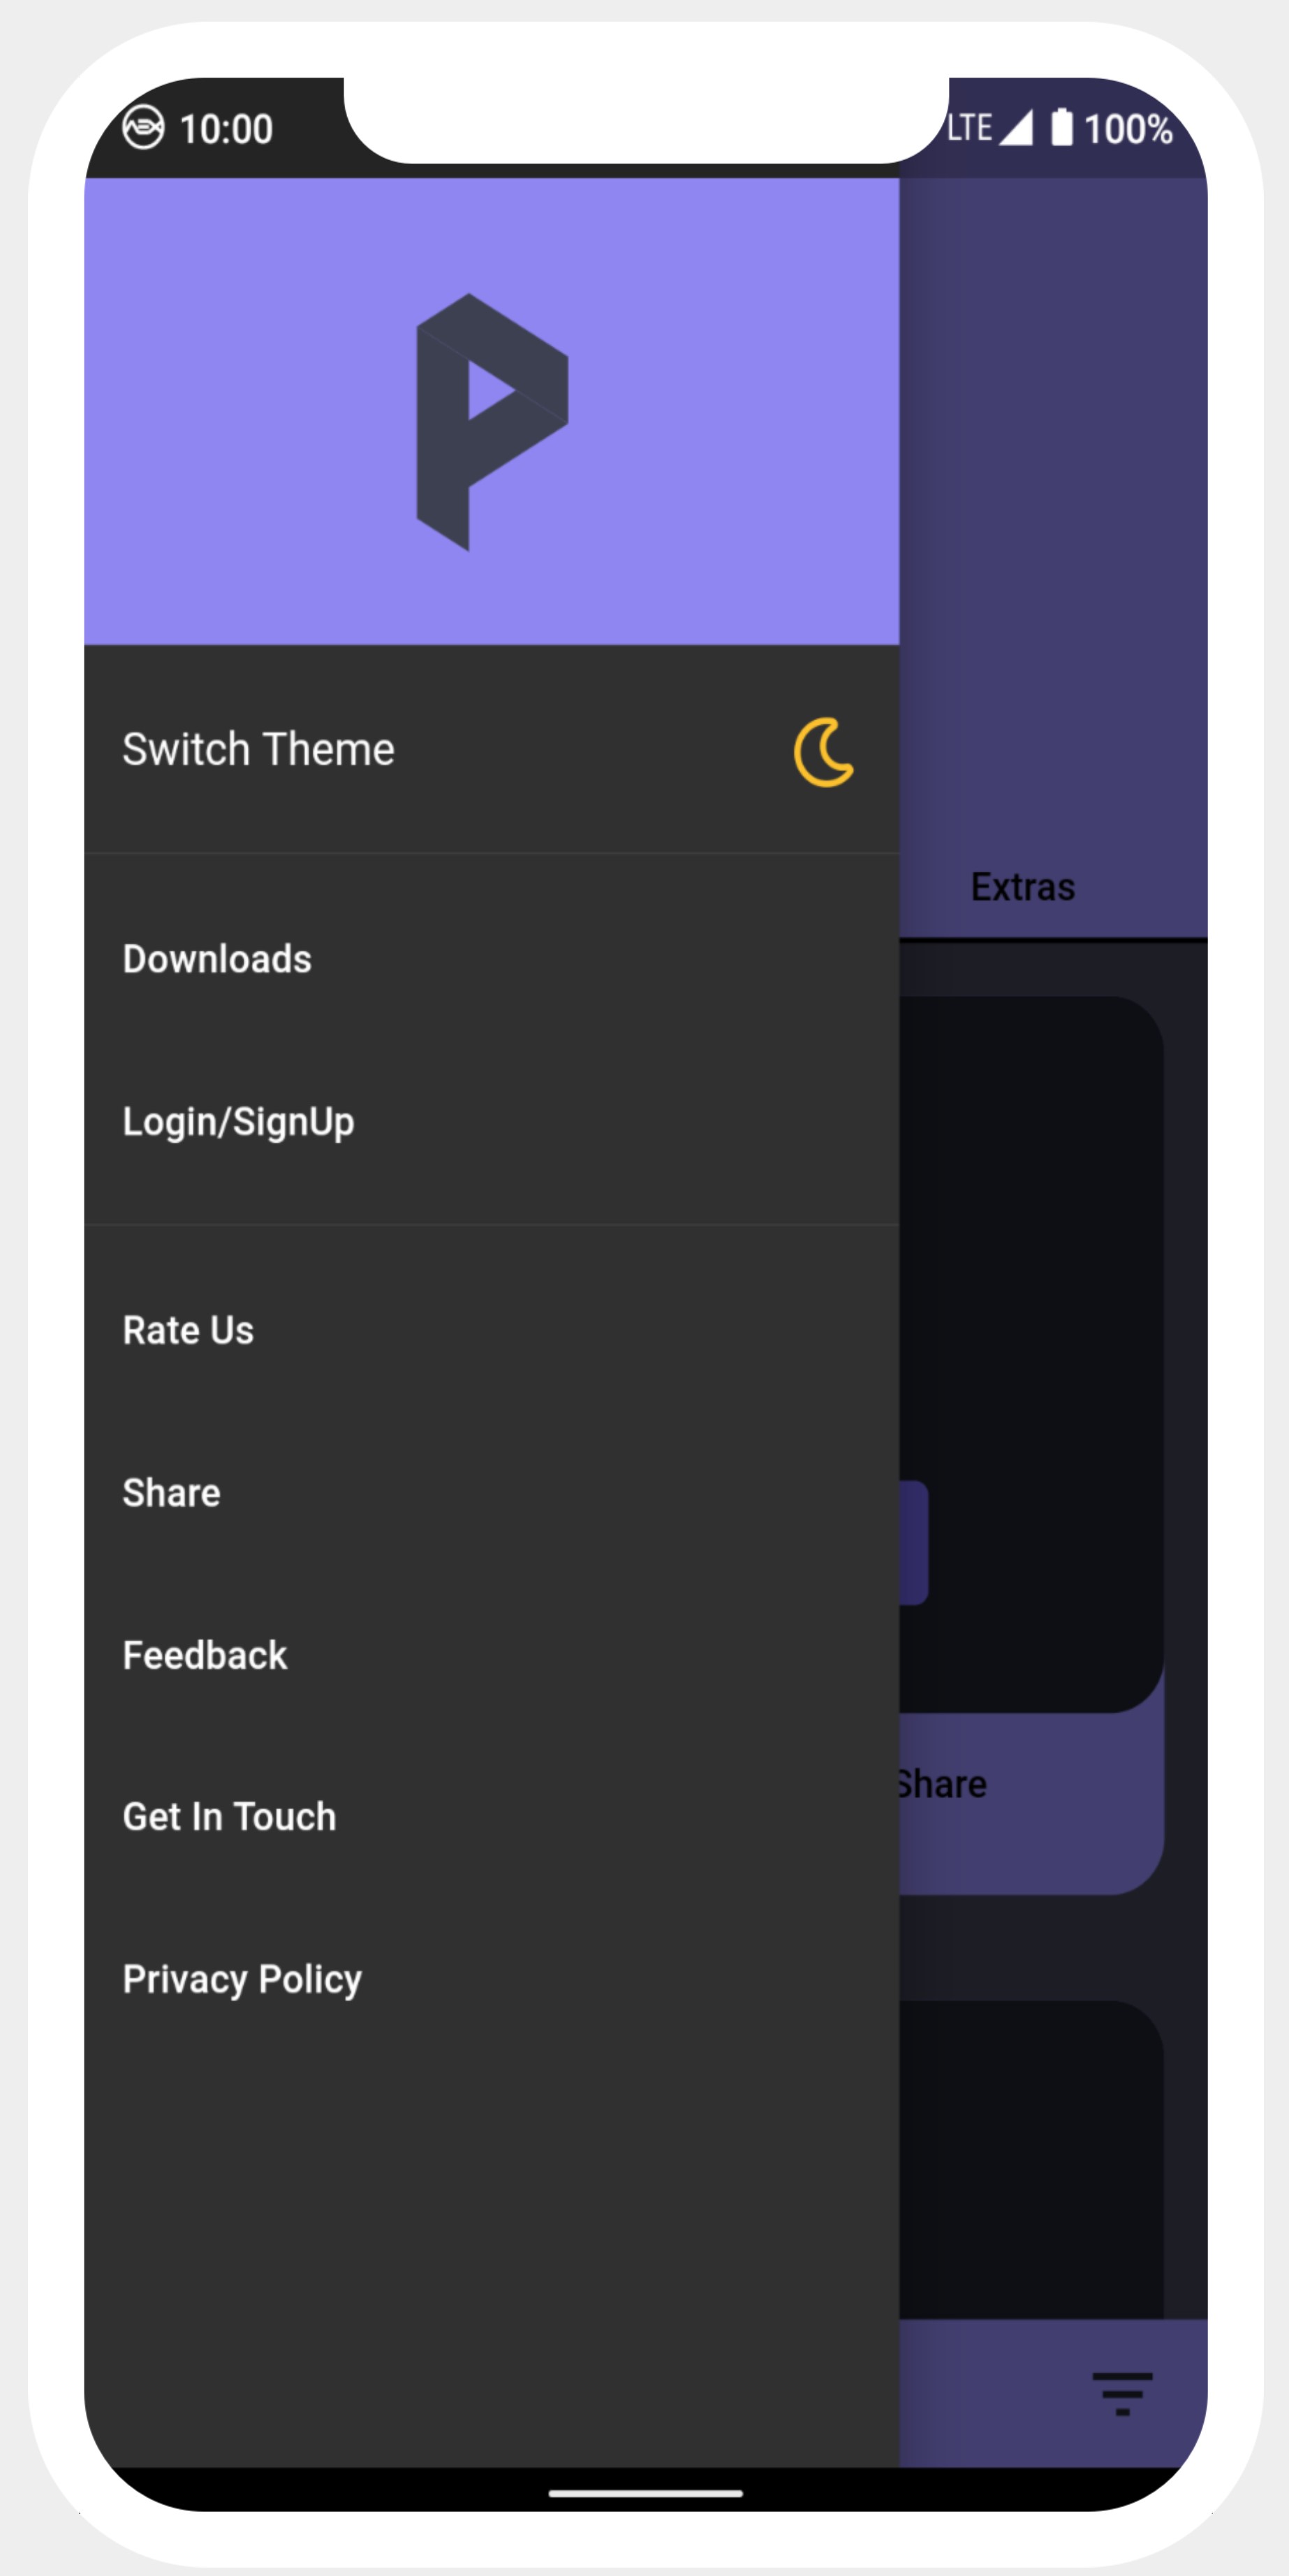 10:00 LTE 100%
Switch Theme
Extras
Downloads
Login/SignUp
Rate Us
Share
Feedback
Share
Get In Touch
Privacy Policy